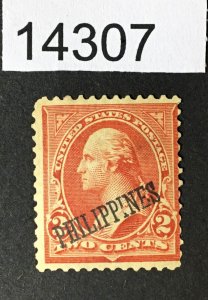 14307
UNITED STATES POSTAGE
PHILIPPINES
2 2
TWO CENTS